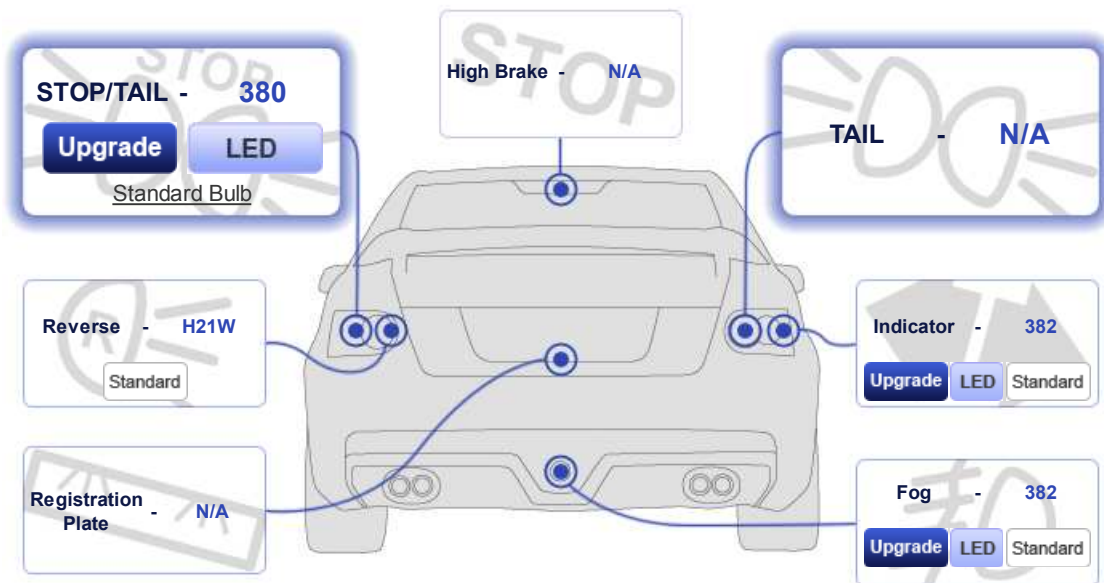 STOP
STOP/TAIL - 380
Upgrade LED
Standard Bulb
STOP
High Brake - N/A
TAIL - N/A
R
Reverse - H21W
Standard
Indicator - 382
Upgrade LED Standard
Registration
Plate - N/A
Fog - 382
Upgrade LED Standard